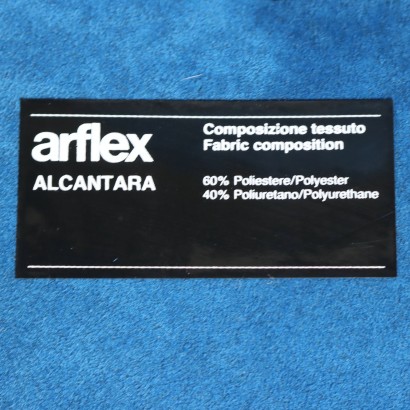 arflex
ALCANTARA
Composizione tessuto
Fabric composition
60% Poliestere/Polyester
40% Poliuretano/Polyurethane